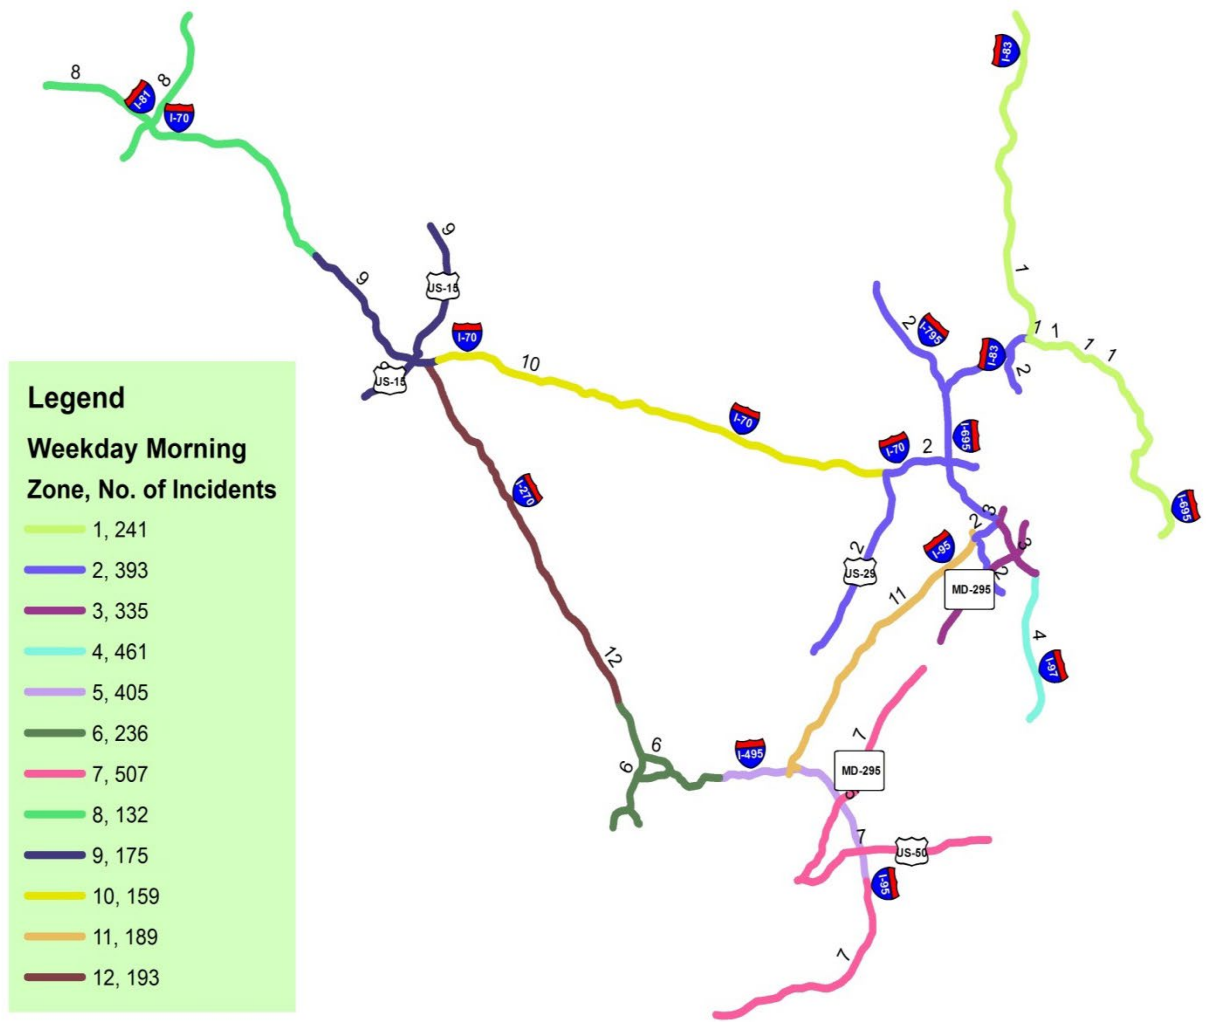 8
I-81
8
I-70
I-83
9
9
US-15
1
I-70
US-15
10
2
I-795
I-83
1
1
1
1
2
I-70
I-70
2
I-695
I-695
I-270
2
3
3
I-95
2
US-29
2
MD-295
11
4
I-97
12
6
6
I-495
7
MD-295
7
US-50
I-95
7
Legend
Weekday Morning
Zone, No. of Incidents
1, 241
2, 393
3, 335
4, 461
5, 405
6, 236
7, 507
8, 132
9, 175
10, 159
11, 189
12, 193